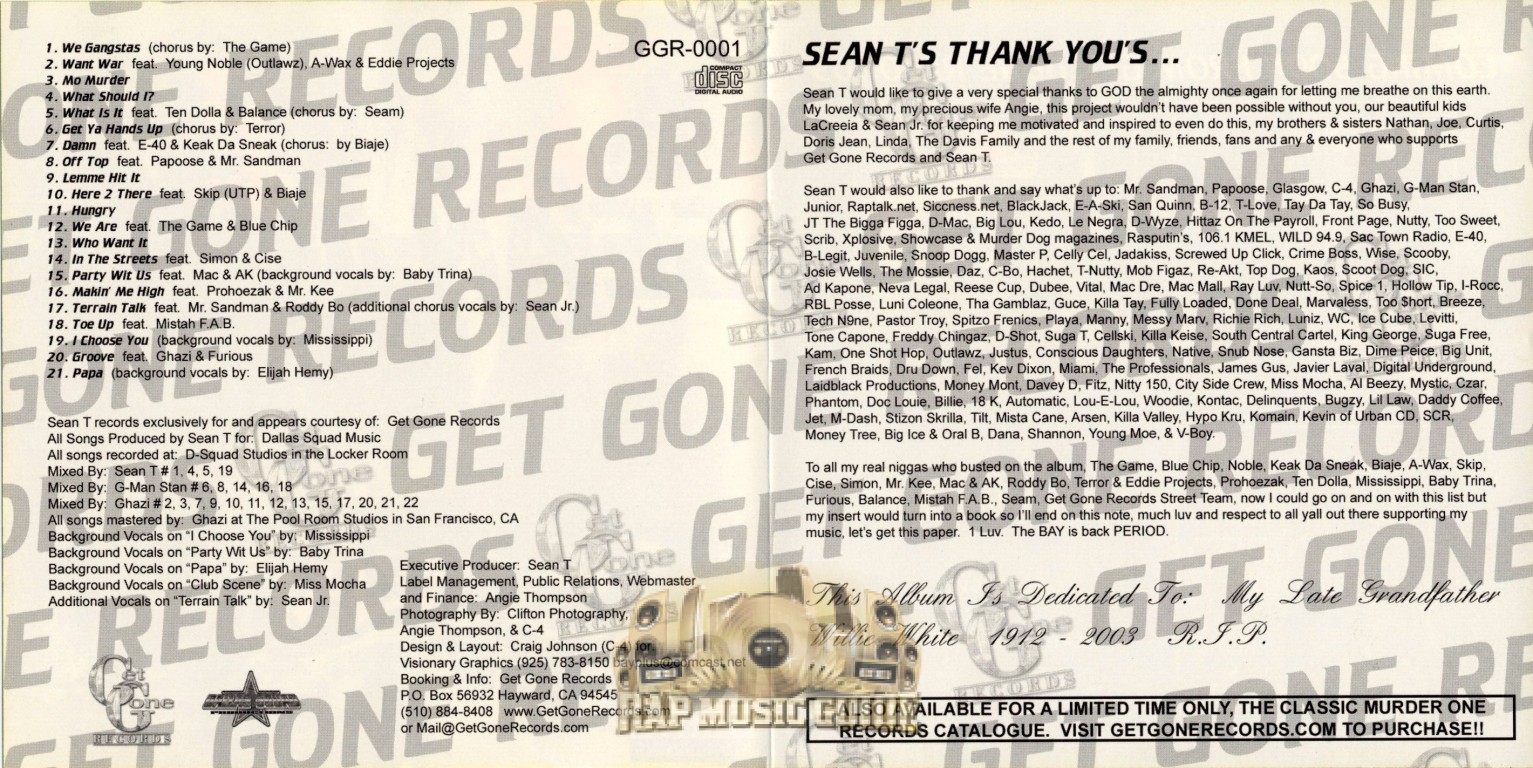 1. We Gangstas (chorus by: The Game)
2. Want War feat. Young Noble (Outlawz), A-Wax & Eddie Projects
3. Mo Murder
4. What Should I?
5. What Is It feat. Ten Dolla & Balance (chorus by: Seam)
6. Get Ya Hands Up (chorus by: Terror)
7. Damn feat. E-40 & Keak Da Sneak (chorus: by Biaje)
8. Off Top feat. Papoose & Mr. Sandman
9. Lemme Hit It
10. Here 2 There feat. Skip (UTP) & Biaje
11. Hungry
12. We Are feat. The Game & Blue Chip
13. Who Want It
14. In The Streets feat. Simon & Cise
15. Party Wit Us feat. Mac & AK (background vocals by: Baby Trina)
16. Makin' Me High feat. Prohoezak & Mr. Kee
17. Terrain Talk feat. Mr. Sandman & Roddy Bo (additional chorus vocals by: Sean Jr.)
18. Toe Up feat. Mistah F.A.B.
19. I Choose You (background vocals by: Mississippi)
20. Groove feat. Ghazi & Furious
21. Papa (background vocals by: Elijah Hemy)
GGR-0001
COMPACT
disc
DIGITAL AUDIO
Sean T records exclusively for and appears courtesy of: Get Gone Records
All Songs Produced by Sean T for: Dallas Squad Music
All songs recorded at: D-Squad Studios in the Locker Room
Mixed By: Sean T # 1, 4, 5, 19
Mixed By: G-Man Stan # 6, 8, 14, 16, 18
Mixed By: Ghazi # 2, 3, 7, 9, 10, 11, 12, 13, 15, 17, 20, 21, 22
All songs mastered by: Ghazi at The Pool Room Studios in San Francisco, CA
Background Vocals on "I Choose You" by: Mississippi
Background Vocals on "Party Wit Us" by: Baby Trina
Background Vocals on "Papa" by: Elijah Hemy
Background Vocals on "Club Scene" by: Miss Mocha
Additional Vocals on "Terrain Talk" by: Sean Jr.
Executive Producer: Sean T
Label Management, Public Relations, Webmaster
and Finance: Angie Thompson
Photography By: Clifton Photography,
Angie Thompson, & C-4
Design & Layout: Craig Johnson (C-4) for
Visionary Graphics (925) 783-8150 bayplus@comcast.net
Booking & Info: Get Gone Records
P.O. Box 56932 Hayward, CA 94545
(510) 884-8408 www.GetGoneRecords.com
or Mail@GetGoneRecords.com
Get Gone
RECORDS
SEAN T'S THANK YOU'S...
Sean T would like to give a very special thanks to GOD the almighty once again for letting me breathe on this earth.
My lovely mom, my precious wife Angie, this project wouldn't have been possible without you, our beautiful kids
LaCreeia & Sean Jr. for keeping me motivated and inspired to even do this, my brothers & sisters Nathan, Joe, Curtis,
Doris Jean, Linda, The Davis Family and the rest of my family, friends, fans and any & everyone who supports
Get Gone Records and Sean T.
Sean T would also like to thank and say what's up to: Mr. Sandman, Papoose, Glasgow, C-4, Ghazi, G-Man Stan,
Junior, Raptalk.net, Siccness.net, BlackJack, E-A-Ski, San Quinn, B-12, T-Love, Tay Da Tay, So Busy,
JT The Bigga Figga, D-Mac, Big Lou, Kedo, Le Negra, D-Wyze, Hittaz On The Payroll, Front Page, Nutty, Too Sweet,
Scrib, Xplosive, Showcase & Murder Dog magazines, Rasputin's, 106.1 KMEL, WILD 94.9, Sac Town Radio, E-40,
B-Legit, Juvenile, Snoop Dogg, Master P, Celly Cel, Jadakiss, Screwed Up Click, Crime Boss, Wise, Scooby,
Josie Wells, The Mossie, Daz, C-Bo, Hachet, T-Nutty, Mob Figaz, Re-Akt, Top Dog, Kaos, Scoot Dog, SIC,
Ad Kapone, Neva Legal, Reese Cup, Dubee, Vital, Mac Dre, Mac Mall, Ray Luv, Nutt-So, Spice 1, Hollow Tip, I-Rocc,
RBL Posse, Luni Coleone, Tha Gamblaz, Guce, Killa Tay, Fully Loaded, Done Deal, Marvaless, Too $hort, Breeze,
Tech N9ne, Pastor Troy, Spitzo Frenics, Playa, Manny, Messy Marv, Richie Rich, Luniz, WC, Ice Cube, Levitti,
Tone Capone, Freddy Chingaz, D-Shot, Suga T, Cellski, Killa Keise, South Central Cartel, King George, Suga Free,
Kam, One Shot Hop, Outlawz, Justus, Conscious Daughters, Native, Snub Nose, Gansta Biz, Dime Peice, Big Unit,
French Braids, Dru Down, Fel, Kev Dixon, Miami, The Professionals, James Gus, Javier Laval, Digital Underground,
Laidblack Productions, Money Mont, Davey D, Fitz, Nitty 150, City Side Crew, Miss Mocha, Al Beezy, Mystic, Czar,
Phantom, Doc Louie, Billie, 18 K, Automatic, Lou-E-Lou, Woodie, Kontac, Delinquents, Bugzy, Lil Law, Daddy Coffee,
Jet, M-Dash, Stizon Skrilla, Tilt, Mista Cane, Arsen, Killa Valley, Hypo Kru, Komain, Kevin of Urban CD, SCR,
Money Tree, Big Ice & Oral B, Dana, Shannon, Young Moe, & V-Boy.
To all my real niggas who busted on the album, The Game, Blue Chip, Noble, Keak Da Sneak, Biaje, A-Wax, Skip,
Cise, Simon, Mr. Kee, Mac & AK, Roddy Bo, Terror & Eddie Projects, Prohoezak, Ten Dolla, Mississippi, Baby Trina,
Furious, Balance, Mistah F.A.B., Seam, Get Gone Records Street Team, now I could go on and on with this list but
my insert would turn into a book so I'll end on this note, much luv and respect to all yall out there supporting my
music, let's get this paper. 1 Luv. The BAY is back PERIOD.
This Album Is Dedicated To: My Late Grandfather
Willie White 1912 - 2003 R.I.P.
ALSO AVAILABLE FOR A LIMITED TIME ONLY, THE CLASSIC MURDER ONE
RECORDS CATALOGUE. VISIT GETGONERECORDS.COM TO PURCHASE!!
RAP MUSIC GUIDE